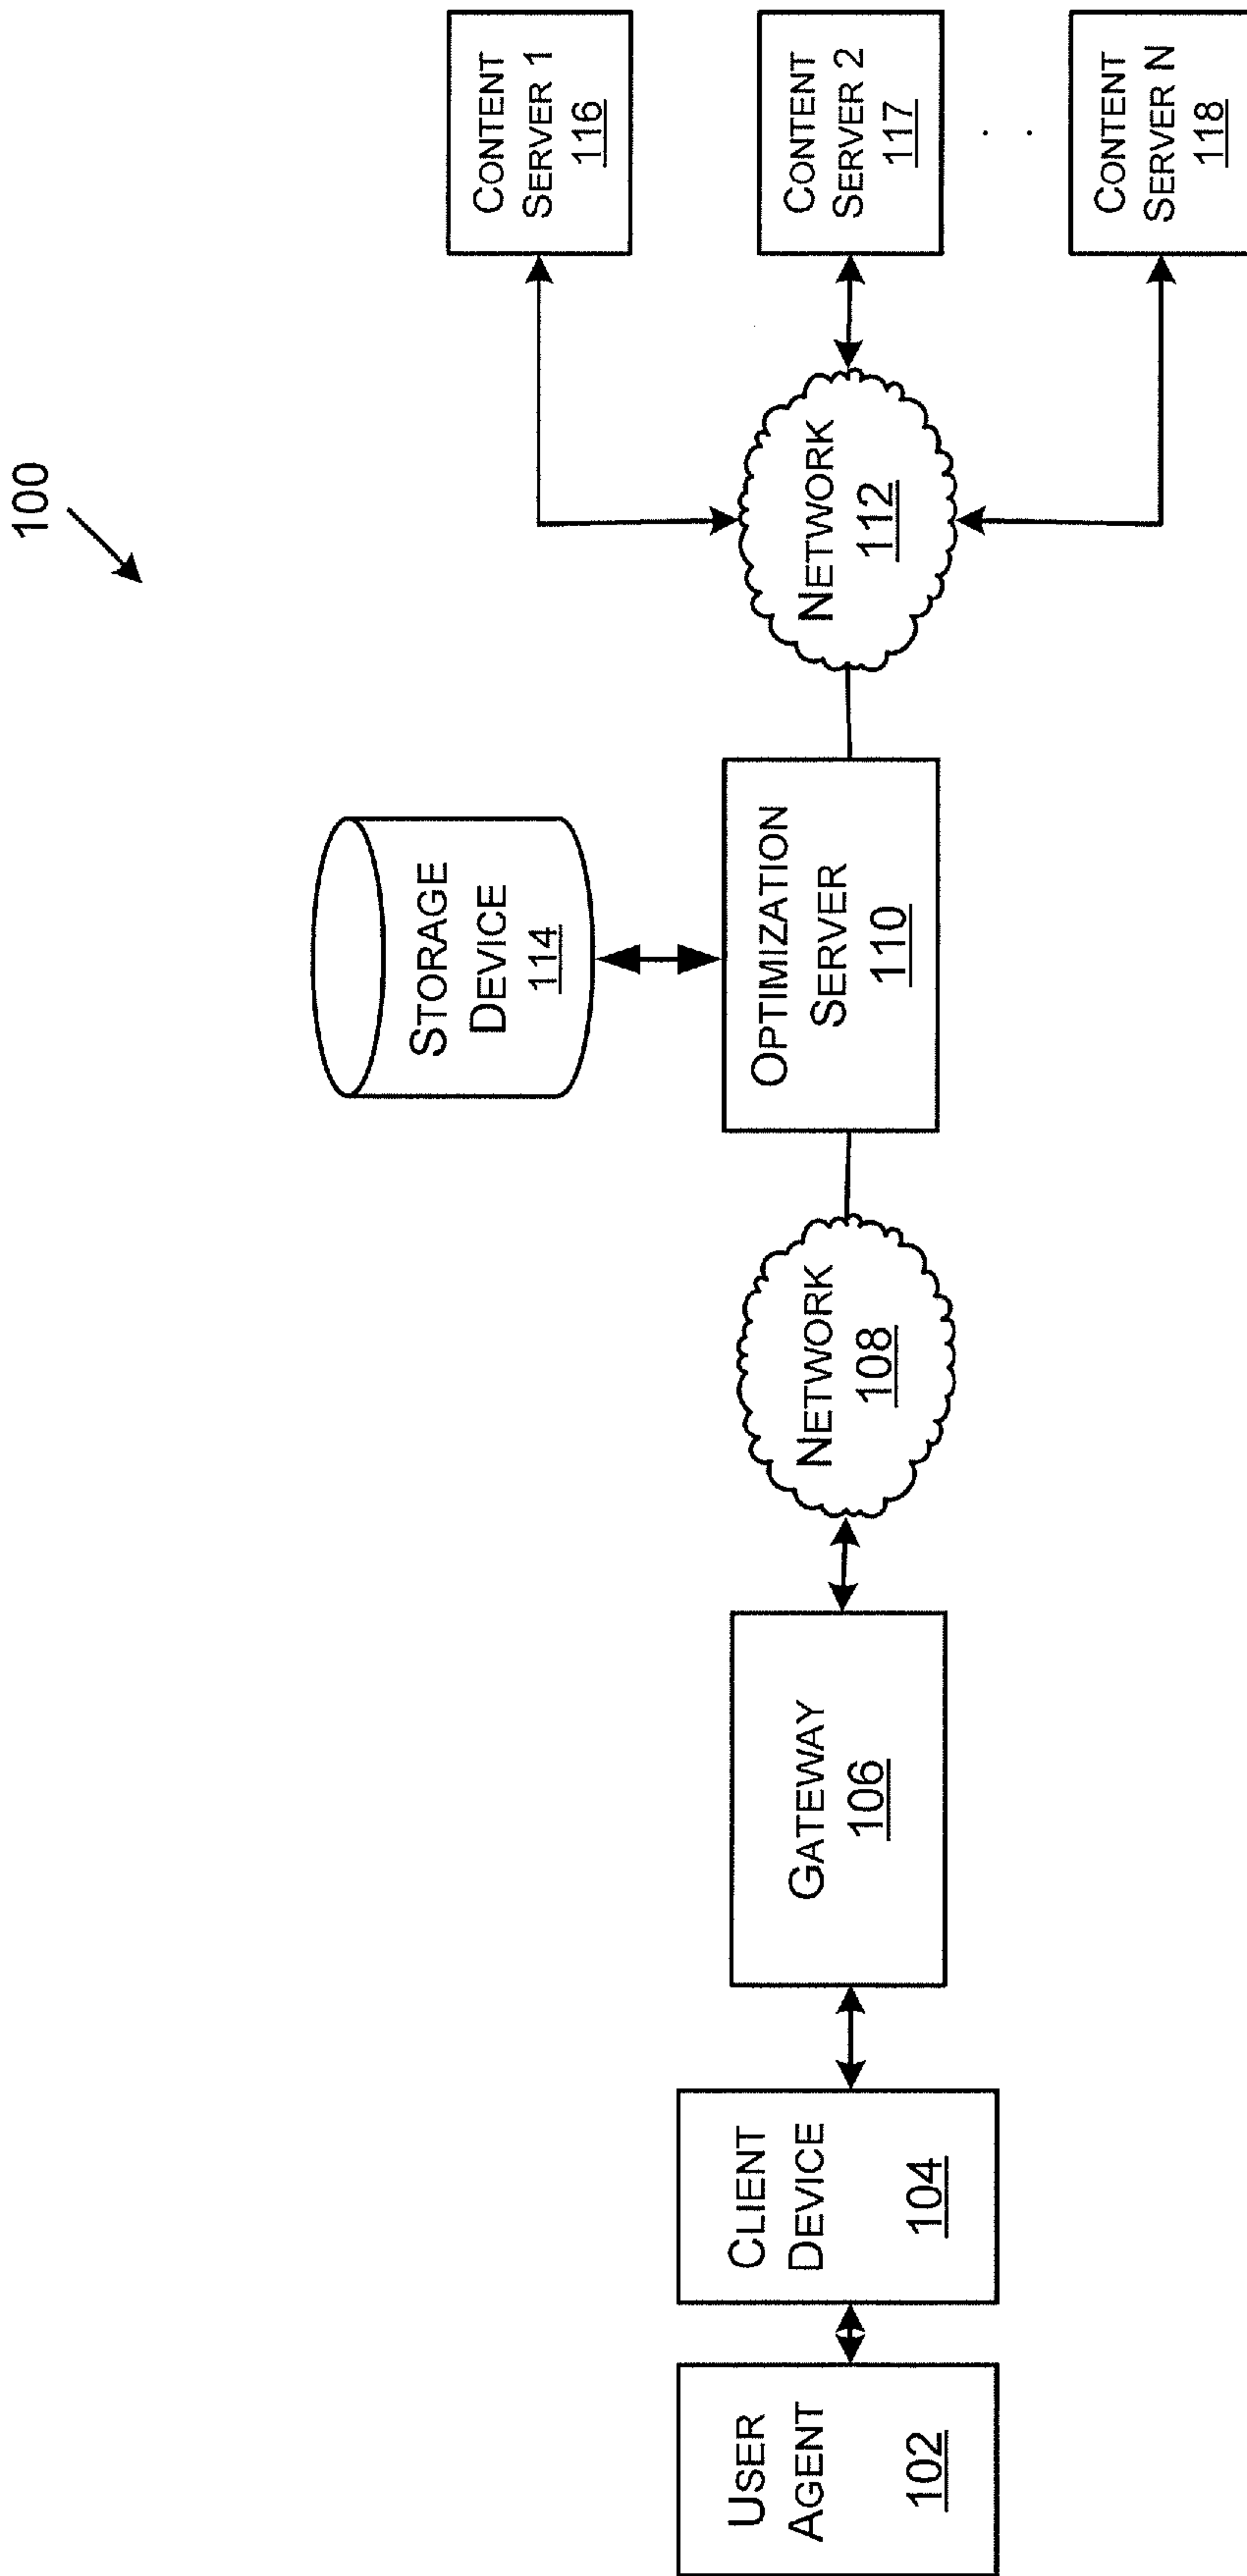 100
USER
AGENT
102
CLIENT
DEVICE
104
GATEWAY
106
NETWORK
108
STORAGE
DEVICE
114
OPTIMIZATION
SERVER
110
NETWORK
112
CONTENT
SERVER 1
116
CONTENT
SERVER 2
117
. .
CONTENT
SERVER N
118